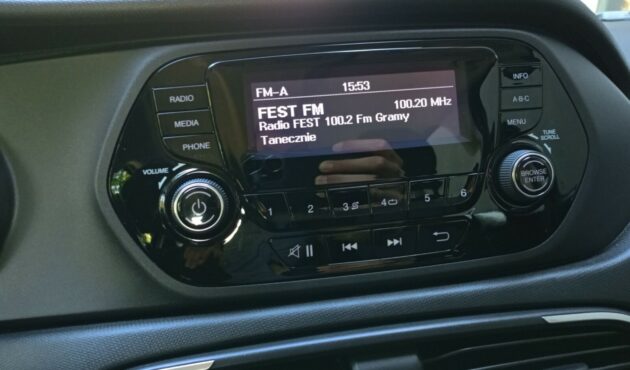 FM-A 15:53
FEST FM 100.20 MHz
Radio FEST 100.2 Fm Gramy
Tanecznie
RADIO
MEDIA
PHONE
VOLUME
INFO
A-B-C
MENU
TUNE
SCROLL
BROWSE
ENTER
1 2 3 4 5 6